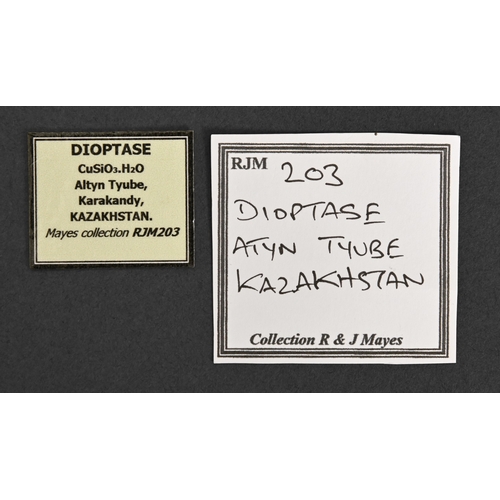 DIOPTASE
CuSiO₃.H₂O
Altyn Tyube,
Karakandy,
KAZAKHSTAN.
Mayes collection RJM203
RJM 203
DIOPTASE
ATYN TYUBE
KAZAKHSTAN
Collection R & J Mayes